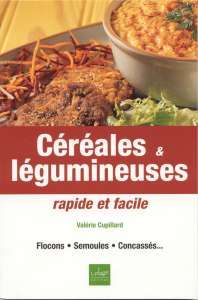 Céréales &
légumineuses
rapide et facile
Valérie Cupillard
Flocons • Semoules • Concassés...